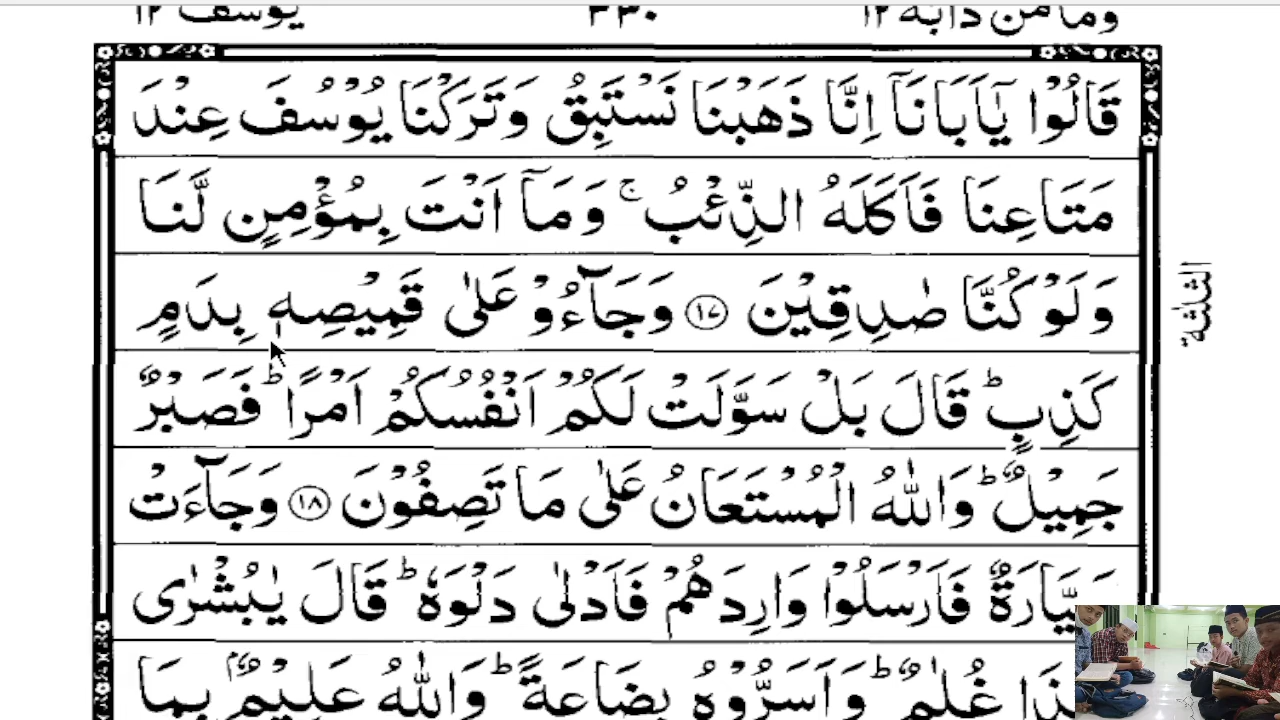 وما من دآبة ١٢ ٣٣٠ يوسف ١٢
قَالُوْا يٰٓاَبَانَآ اِنَّا ذَهَبْنَا نَسْتَبِقُ وَتَرَكْنَا يُوْسُفَ عِنْدَ
مَتَاعِنَا فَاَكَلَهُ الذِّئْبُ ۚ وَمَآ اَنْتَ بِمُؤْمِنٍ لَّنَا
وَلَوْ كُنَّا صٰدِقِيْنَ ۝١٧ وَجَآءُوْ عَلٰى قَمِيْصِهٖ بِدَمٍ
كَذِبٍ ؕ قَالَ بَلْ سَوَّلَتْ لَكُمْ اَنْفُسُكُمْ اَمْرًا ؕ فَصَبْرٌ
جَمِيْلٌ ؕ وَاللّٰهُ الْمُسْتَعَانُ عَلٰى مَا تَصِفُوْنَ ۝١٨ وَجَآءَتْ
سَيَّارَةٌ فَاَرْسَلُوْا وَارِدَهُمْ فَاَدْلٰى دَلْوَهٗ ؕ قَالَ يٰبُشْرٰى
غُلٰمٌ ؕ وَاَسَرُّوْهُ بِضَاعَةً ؕ وَاللّٰهُ عَلِيْمٌۢ بِمَا
الثلثة